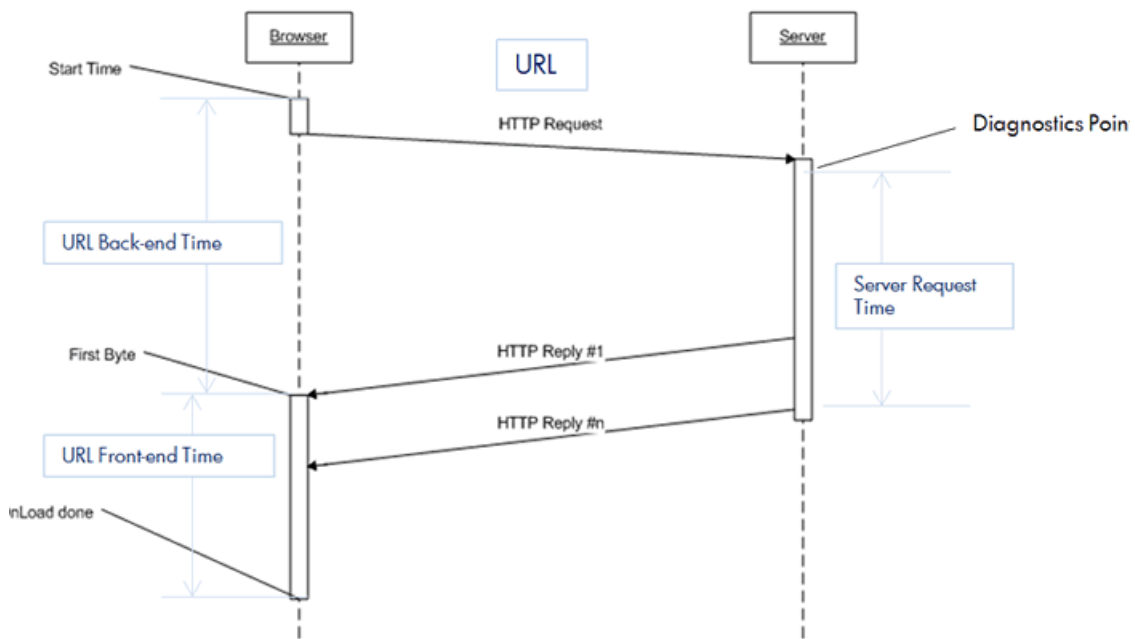 Browser
Server
URL
Start Time
HTTP Request
Diagnostics Poin
URL Back-end Time
Server Request
Time
First Byte
HTTP Reply #1
HTTP Reply #n
URL Front-end Time
nLoad done